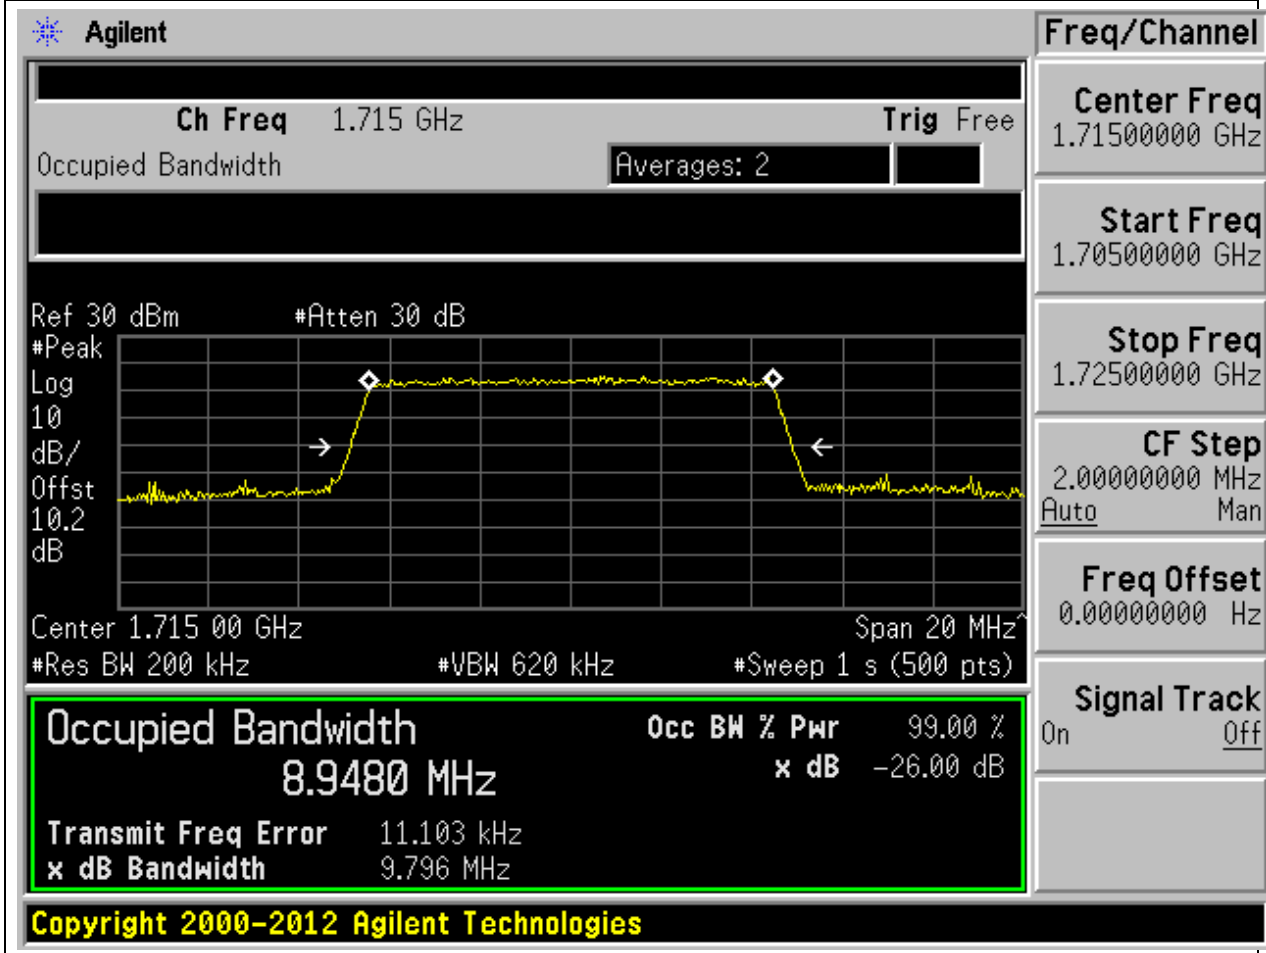 Agilent
Freq/Channel
Ch Freq 1.715 GHz Trig Free
Occupied Bandwidth Averages: 2
Ref 30 dBm #Atten 30 dB
#Peak
Log
10
dB/
Offst
10.2
dB
Center 1.715 00 GHz Span 20 MHz^
#Res BW 200 kHz #VBW 620 kHz #Sweep 1 s (500 pts)
Occupied Bandwidth
8.9480 MHz
Occ BW % Pwr 99.00 %
x dB -26.00 dB
Transmit Freq Error 11.103 kHz
x dB Bandwidth 9.796 MHz
Center Freq
1.71500000 GHz
Start Freq
1.70500000 GHz
Stop Freq
1.72500000 GHz
CF Step
2.00000000 MHz
Auto Man
Freq Offset
0.00000000 Hz
Signal Track
On Off
Copyright 2000-2012 Agilent Technologies